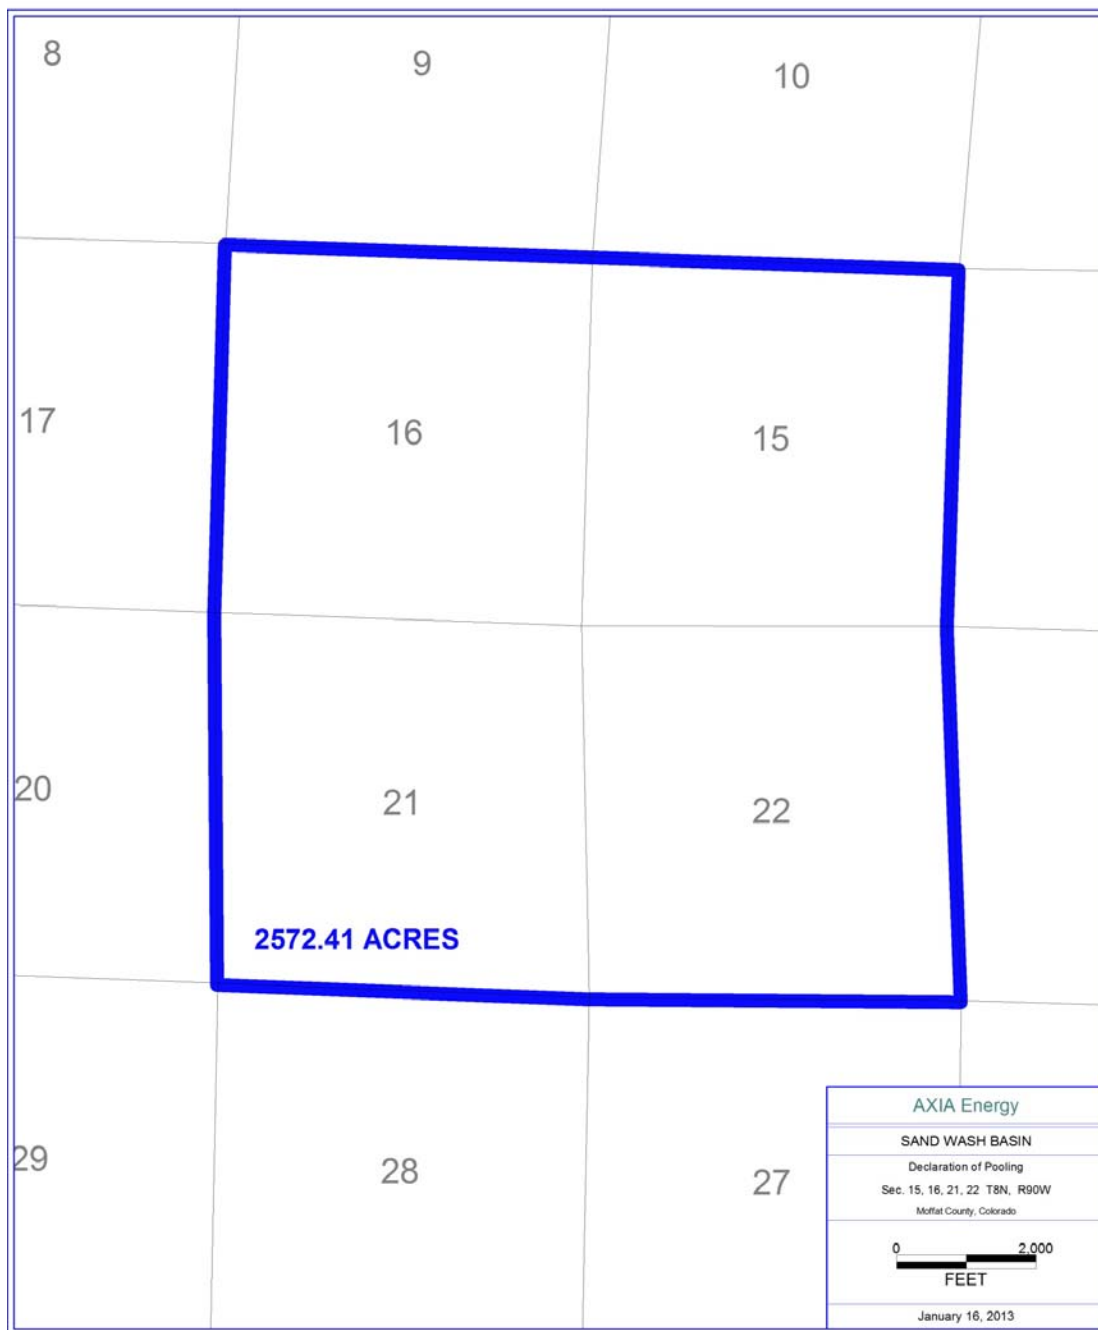 8
9
10
17
16
15
20
21
22
2572.41 ACRES
29
28
27
AXIA Energy
SAND WASH BASIN
Declaration of Pooling
Sec. 15, 16, 21, 22 T8N, R90W
Moffat County, Colorado
0 2,000
FEET
January 16, 2013